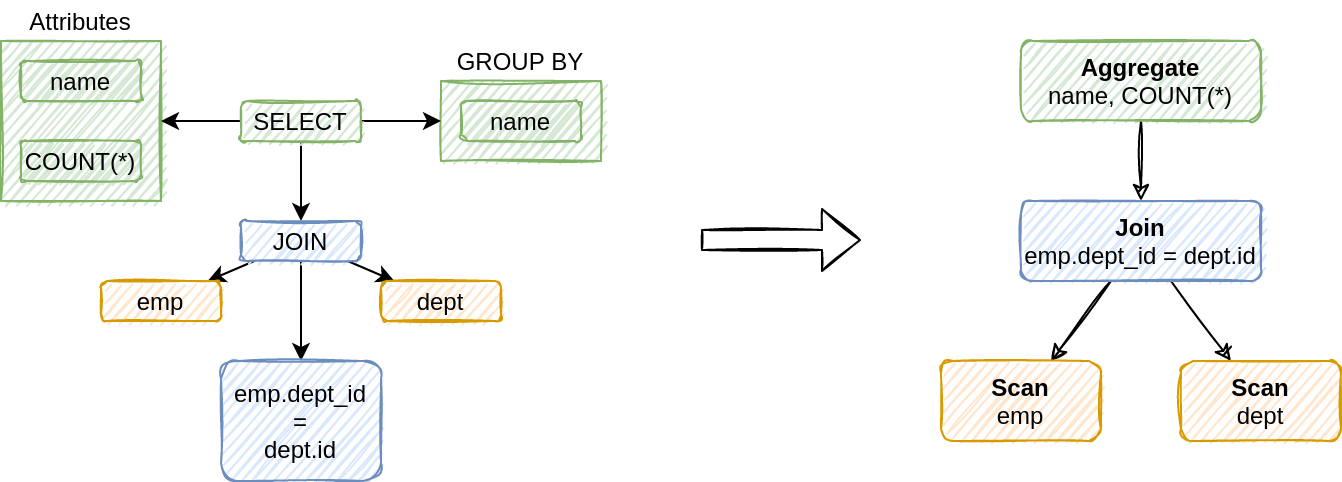 Attributes
name
COUNT(*)
SELECT
GROUP BY
name
JOIN
emp
dept
emp.dept_id
=
dept.id
Aggregate
name, COUNT(*)
Join
emp.dept_id = dept.id
Scan
emp
Scan
dept